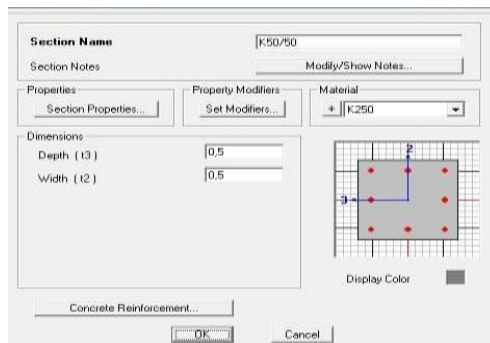 Section Name K50/50
Section Notes Modify/Show Notes...
Properties Property Modifiers Material
Section Properties... Set Modifiers... + K250
Dimensions
Depth ( t3 ) 0,5
Width ( t2 ) 0,5
2
3
Display Color
Concrete Reinforcement...
OK Cancel